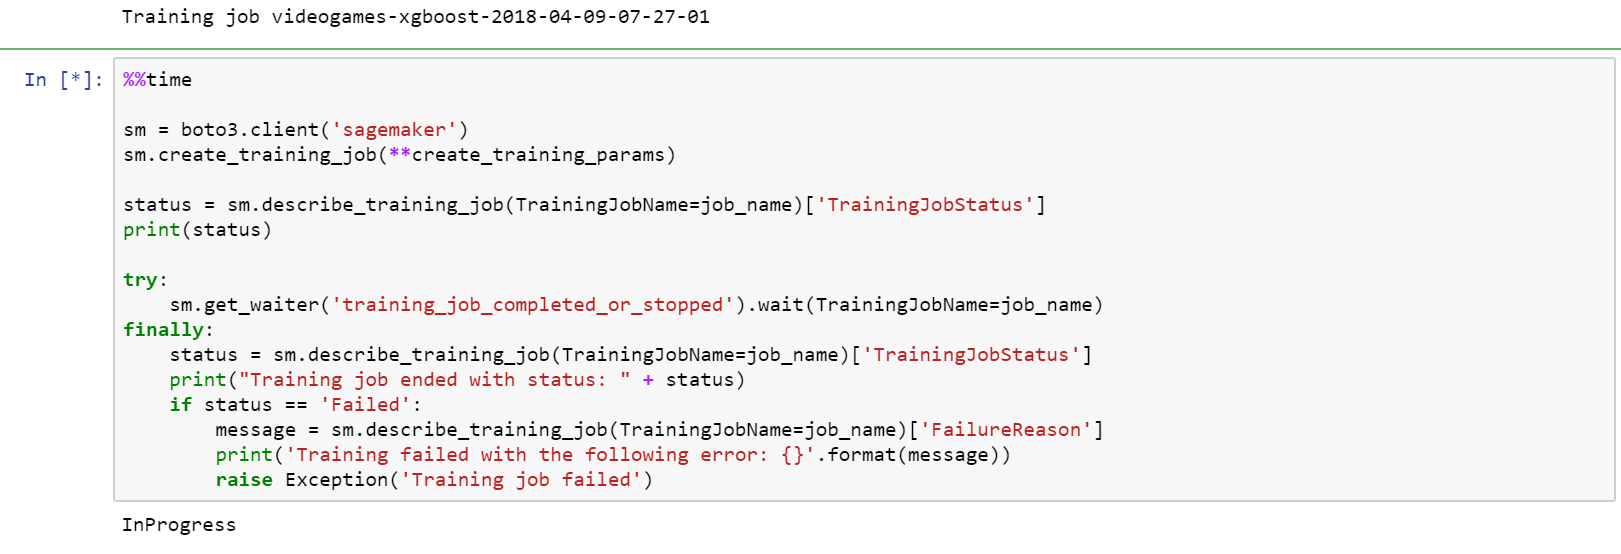 Training job videogames-xgboost-2018-04-09-07-27-01
In [*]: %%time
sm = boto3.client('sagemaker')
sm.create_training_job(**create_training_params)
status = sm.describe_training_job(TrainingJobName=job_name)['TrainingJobStatus']
print(status)
try:
    sm.get_waiter('training_job_completed_or_stopped').wait(TrainingJobName=job_name)
finally:
    status = sm.describe_training_job(TrainingJobName=job_name)['TrainingJobStatus']
    print("Training job ended with status: " + status)
    if status == 'Failed':
        message = sm.describe_training_job(TrainingJobName=job_name)['FailureReason']
        print('Training failed with the following error: {}'.format(message))
        raise Exception('Training job failed')
InProgress